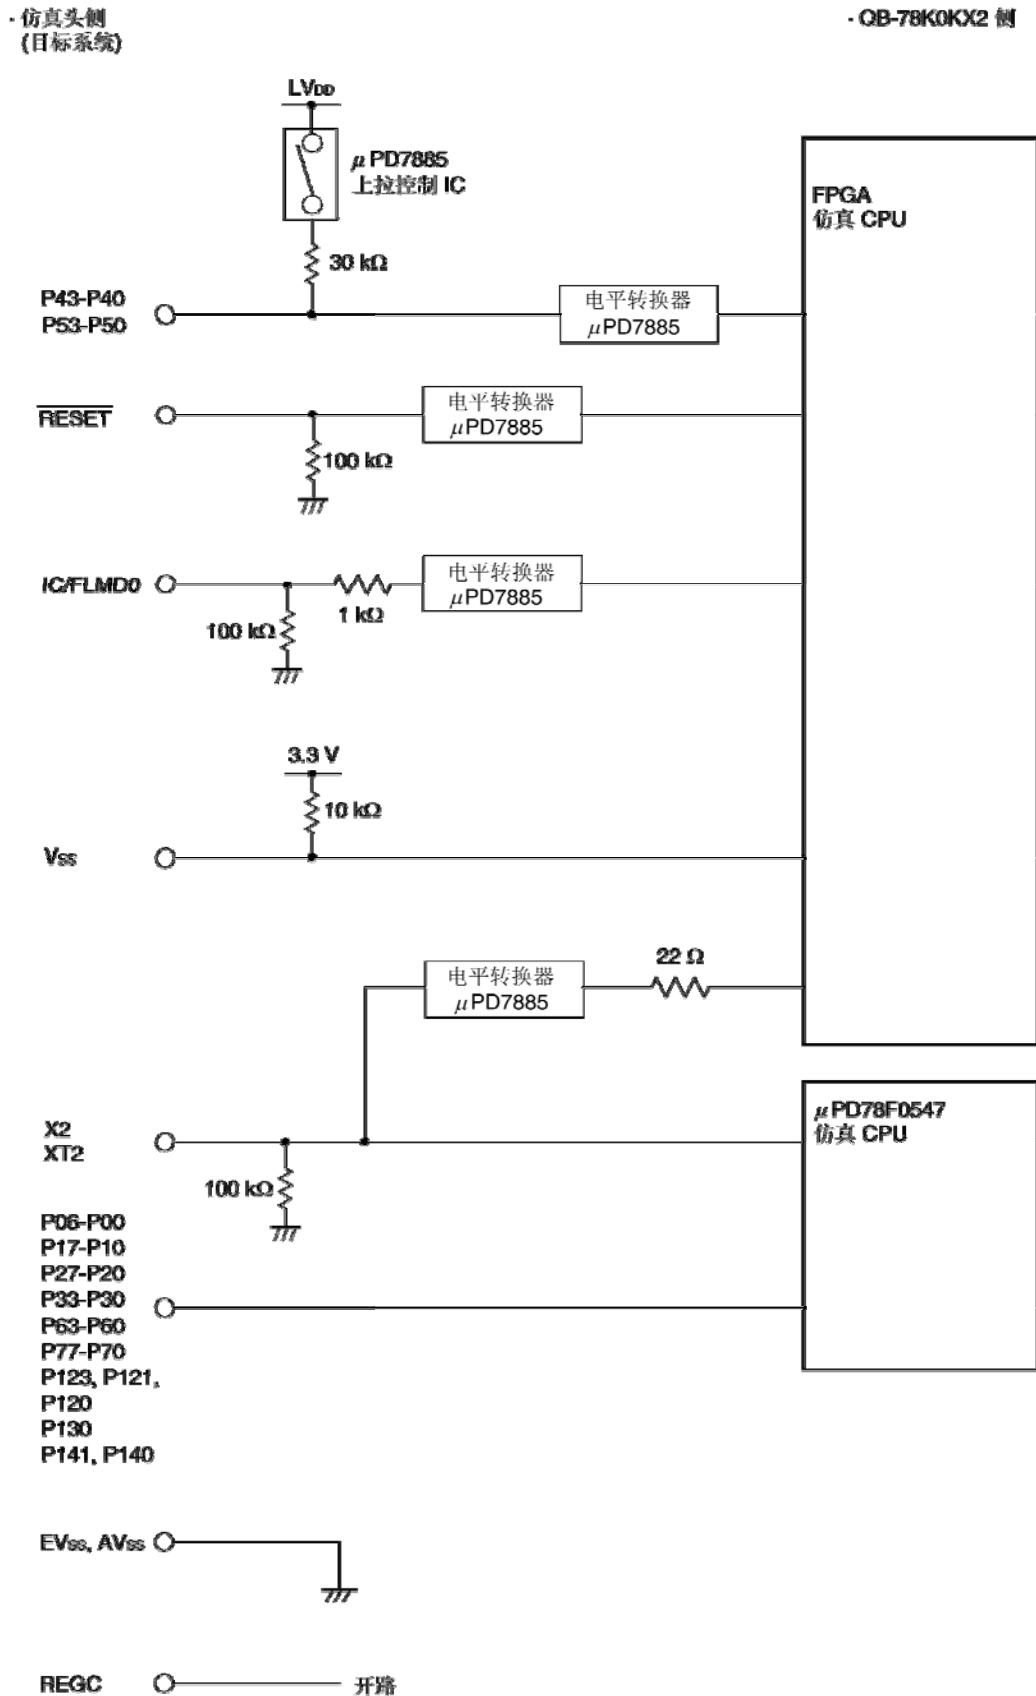 · 仿真头侧
(目标系统)
· QB-78K0KX2 侧
LVDD
μ PD7885
上拉控制 IC
30 kΩ
FPGA
仿真 CPU
P43-P40
P53-P50
电平转换器
μPD7885
RESET
电平转换器
μPD7885
100 kΩ
IC/FLMD0
电平转换器
μPD7885
1 kΩ
100 kΩ
3.3 V
10 kΩ
VSS
22 Ω
电平转换器
μPD7885
X2
XT2
μPD78F0547
仿真 CPU
100 kΩ
P06-P00
P17-P10
P27-P20
P33-P30
P63-P60
P77-P70
P123, P121,
P120
P130
P141, P140
EVSS, AVSS
REGC
开路